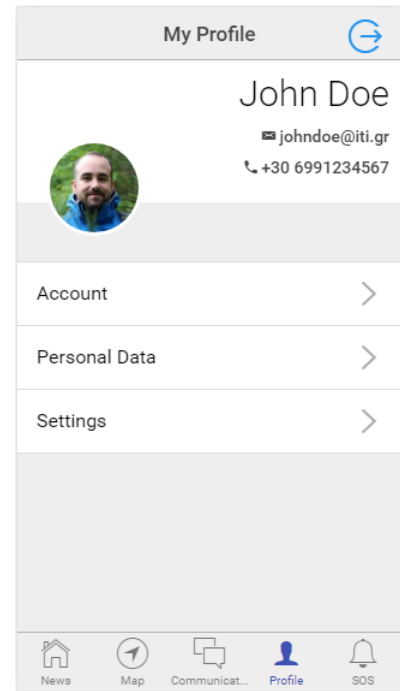 My Profile
John Doe
johndoe@iti.gr
+30 6991234567
Account
Personal Data
Settings
News Map Communicat... Profile SOS